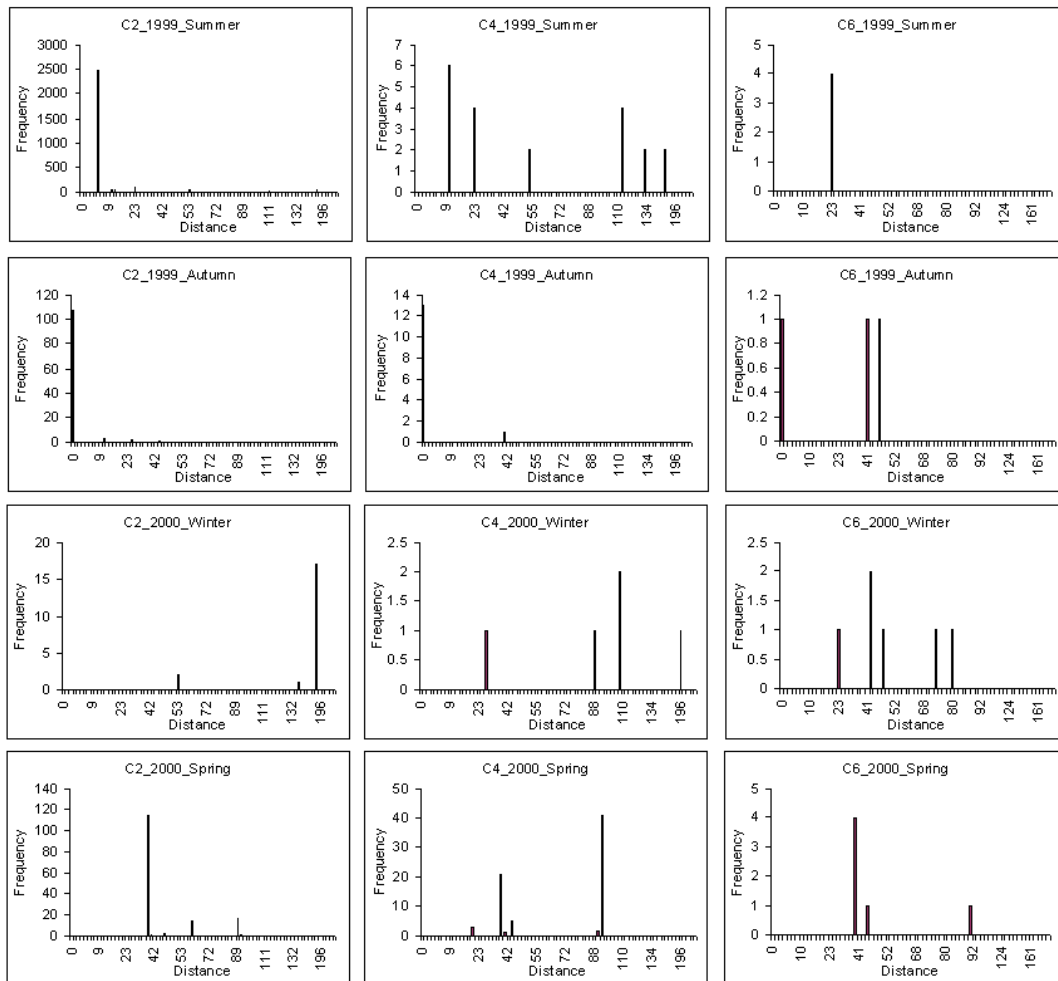 C2_1999_Summer
Frequency
3000
2500
2000
1500
1000
500
0
0 9 23 42 53 72 89 111 132 196
Distance
C4_1999_Summer
Frequency
7
6
5
4
3
2
1
0
0 9 23 42 55 72 88 110 134 196
Distance
C6_1999_Summer
Frequency
5
4
3
2
1
0
0 10 23 41 52 68 80 92 124 161
Distance
C2_1999_Autumn
Frequency
120
100
80
60
40
20
0
0 9 23 42 53 72 89 111 132 196
Distance
C4_1999_Autumn
Frequency
14
12
10
8
6
4
2
0
0 9 23 42 55 72 88 110 134 196
Distance
C6_1999_Autumn
Frequency
1.2
1
0.8
0.6
0.4
0.2
0
0 10 23 41 52 68 80 92 124 161
Distance
C2_2000_Winter
Frequency
20
15
10
5
0
0 9 23 42 53 72 89 111 132 196
Distance
C4_2000_Winter
Frequency
2.5
2
1.5
1
0.5
0
0 9 23 42 55 72 88 110 134 196
Distance
C6_2000_Winter
Frequency
2.5
2
1.5
1
0.5
0
0 10 23 41 52 68 80 92 124 161
Distance
C2_2000_Spring
Frequency
140
120
100
80
60
40
20
0
0 9 23 42 53 72 89 111 132 196
Distance
C4_2000_Spring
Frequency
50
40
30
20
10
0
0 9 23 42 55 72 88 110 134 196
Distance
C6_2000_Spring
Frequency
5
4
3
2
1
0
0 10 23 41 52 68 80 92 124 161
Distance